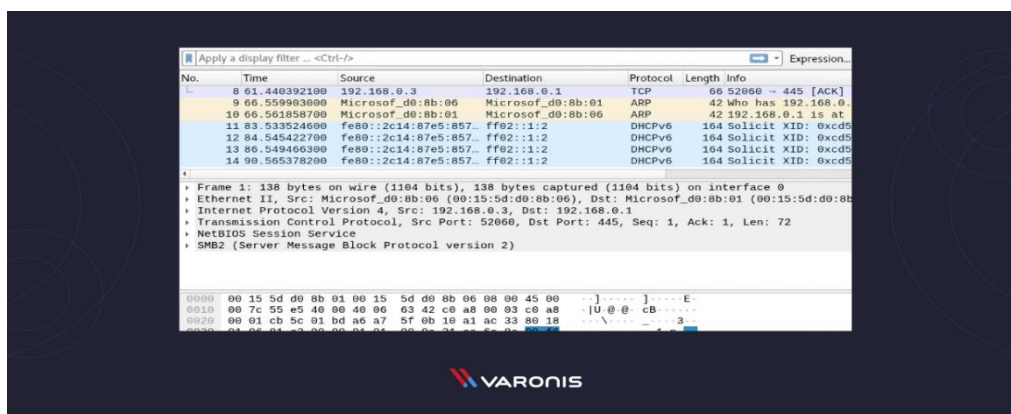 Apply a display filter ... <Ctrl-/> Expression...
No. Time Source Destination Protocol Length Info
8 61.440392100 192.168.0.3 192.168.0.1 TCP 66 52060 → 445 [ACK]
9 66.559903000 Microsof_d0:8b:06 Microsof_d0:8b:01 ARP 42 Who has 192.168.0.
10 66.561858700 Microsof_d0:8b:01 Microsof_d0:8b:06 ARP 42 192.168.0.1 is at
11 83.533524600 fe80::2c14:87e5:857… ff02::1:2 DHCPv6 164 Solicit XID: 0xcd5
12 84.545422700 fe80::2c14:87e5:857… ff02::1:2 DHCPv6 164 Solicit XID: 0xcd5
13 86.549466300 fe80::2c14:87e5:857… ff02::1:2 DHCPv6 164 Solicit XID: 0xcd5
14 90.565378200 fe80::2c14:87e5:857… ff02::1:2 DHCPv6 164 Solicit XID: 0xcd5
Frame 1: 138 bytes on wire (1104 bits), 138 bytes captured (1104 bits) on interface 0
Ethernet II, Src: Microsof_d0:8b:06 (00:15:5d:d0:8b:06), Dst: Microsof_d0:8b:01 (00:15:5d:d0:8b
Internet Protocol Version 4, Src: 192.168.0.3, Dst: 192.168.0.1
Transmission Control Protocol, Src Port: 52060, Dst Port: 445, Seq: 1, Ack: 1, Len: 72
NetBIOS Session Service
SMB2 (Server Message Block Protocol version 2)
0000 00 15 5d d0 8b 01 00 15 5d d0 8b 06 08 00 45 00 ··]····· ]·····E·
0010 00 7c 55 e5 40 00 40 06 63 42 c0 a8 00 03 c0 a8 ·|U·@·@· cB······
0020 00 01 cb 5c 01 bd a6 a7 5f 0b 10 a1 ac 33 80 18 ···\···· _····3··
VARONIS